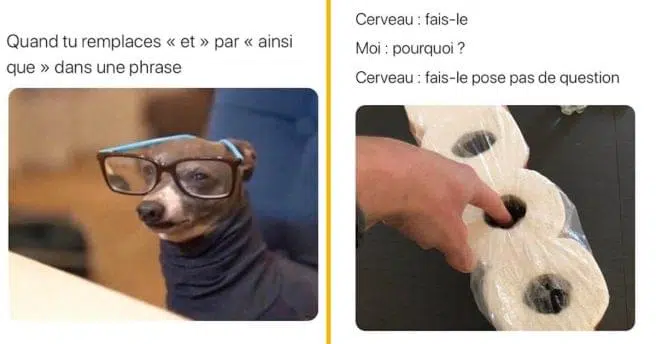 Quand tu remplaces « et » par « ainsi
que » dans une phrase
Cerveau : fais-le
Moi : pourquoi ?
Cerveau : fais-le pose pas de question